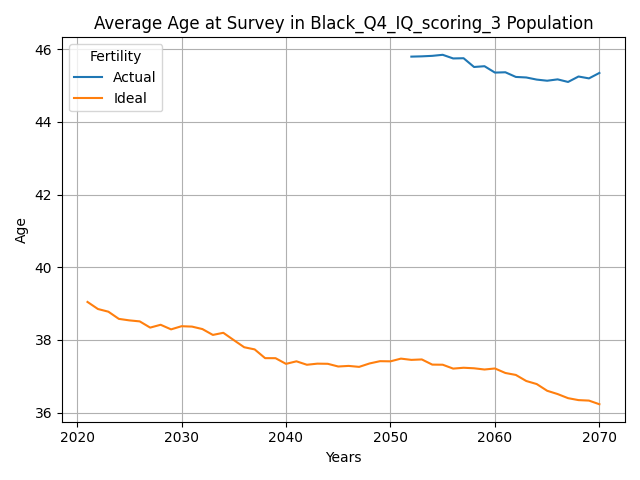 Average Age at Survey in Black_Q4_IQ_scoring_3 Population
Fertility
Actual
Ideal
46
44
42
40
38
36
Age
2020
2030
2040
2050
2060
2070
Years